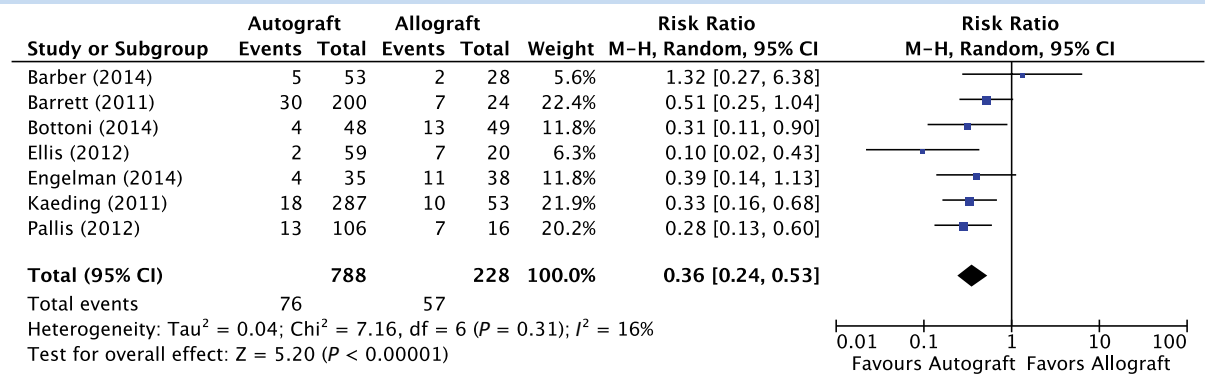 Autograft Allograft Risk Ratio Risk Ratio
Study or Subgroup Events Total Events Total Weight M-H, Random, 95% CI M-H, Random, 95% CI
Barber (2014) 5 53 2 28 5.6% 1.32 [0.27, 6.38]
Barrett (2011) 30 200 7 24 22.4% 0.51 [0.25, 1.04]
Bottoni (2014) 4 48 13 49 11.8% 0.31 [0.11, 0.90]
Ellis (2012) 2 59 7 20 6.3% 0.10 [0.02, 0.43]
Engelman (2014) 4 35 11 38 11.8% 0.39 [0.14, 1.13]
Kaeding (2011) 18 287 10 53 21.9% 0.33 [0.16, 0.68]
Pallis (2012) 13 106 7 16 20.2% 0.28 [0.13, 0.60]
Total (95% CI) 788 228 100.0% 0.36 [0.24, 0.53]
Total events 76 57
Heterogeneity: Tau² = 0.04; Chi² = 7.16, df = 6 (P = 0.31); I² = 16%
Test for overall effect: Z = 5.20 (P < 0.00001)
0.01 0.1 1 10 100
Favours Autograft Favors Allograft